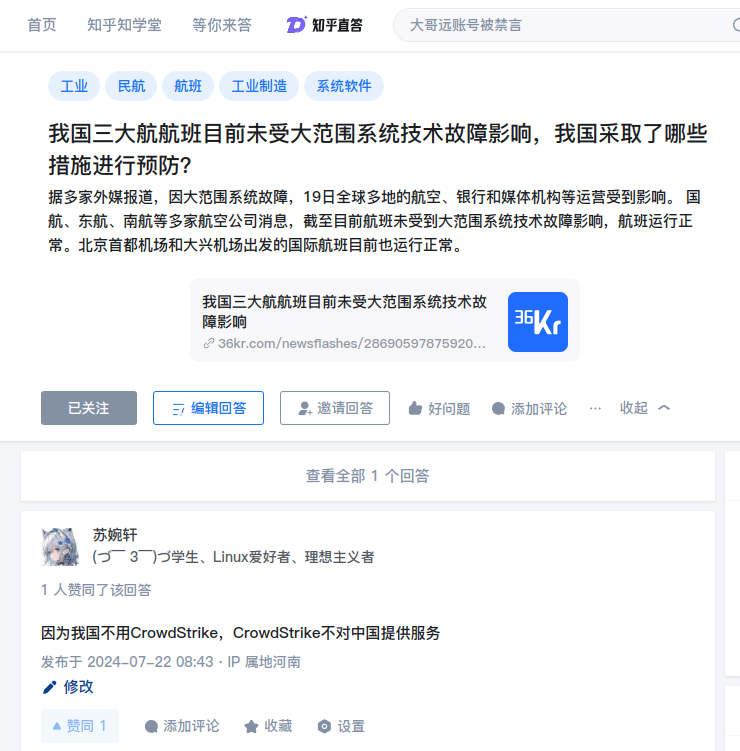 首页 知乎知学堂 等你来答 知乎直答 大哥远账号被禁言
工业 民航 航班 工业制造 系统软件
我国三大航航班目前未受大范围系统技术故障影响，我国采取了哪些
措施进行预防？
据多家外媒报道，因大范围系统故障，19日全球多地的航空、银行和媒体机构等运营受到影响。 国
航、东航、南航等多家航空公司消息，截至目前航班未受到大范围系统技术故障影响，航班运行正
常。北京首都机场和大兴机场出发的国际航班目前也运行正常。
我国三大航航班目前未受大范围系统技术故
障影响
36kr.com/newsflashes/28690597875920...
36Kr
已关注 编辑回答 邀请回答 好问题 添加评论 ··· 收起
查看全部 1 个回答
苏婉轩
(づ￣ 3￣)づ学生、Linux爱好者、理想主义者
1 人赞同了该回答
因为我国不用CrowdStrike，CrowdStrike不对中国提供服务
发布于 2024-07-22 08:43 · IP 属地河南
修改
赞同 1 添加评论 收藏 设置